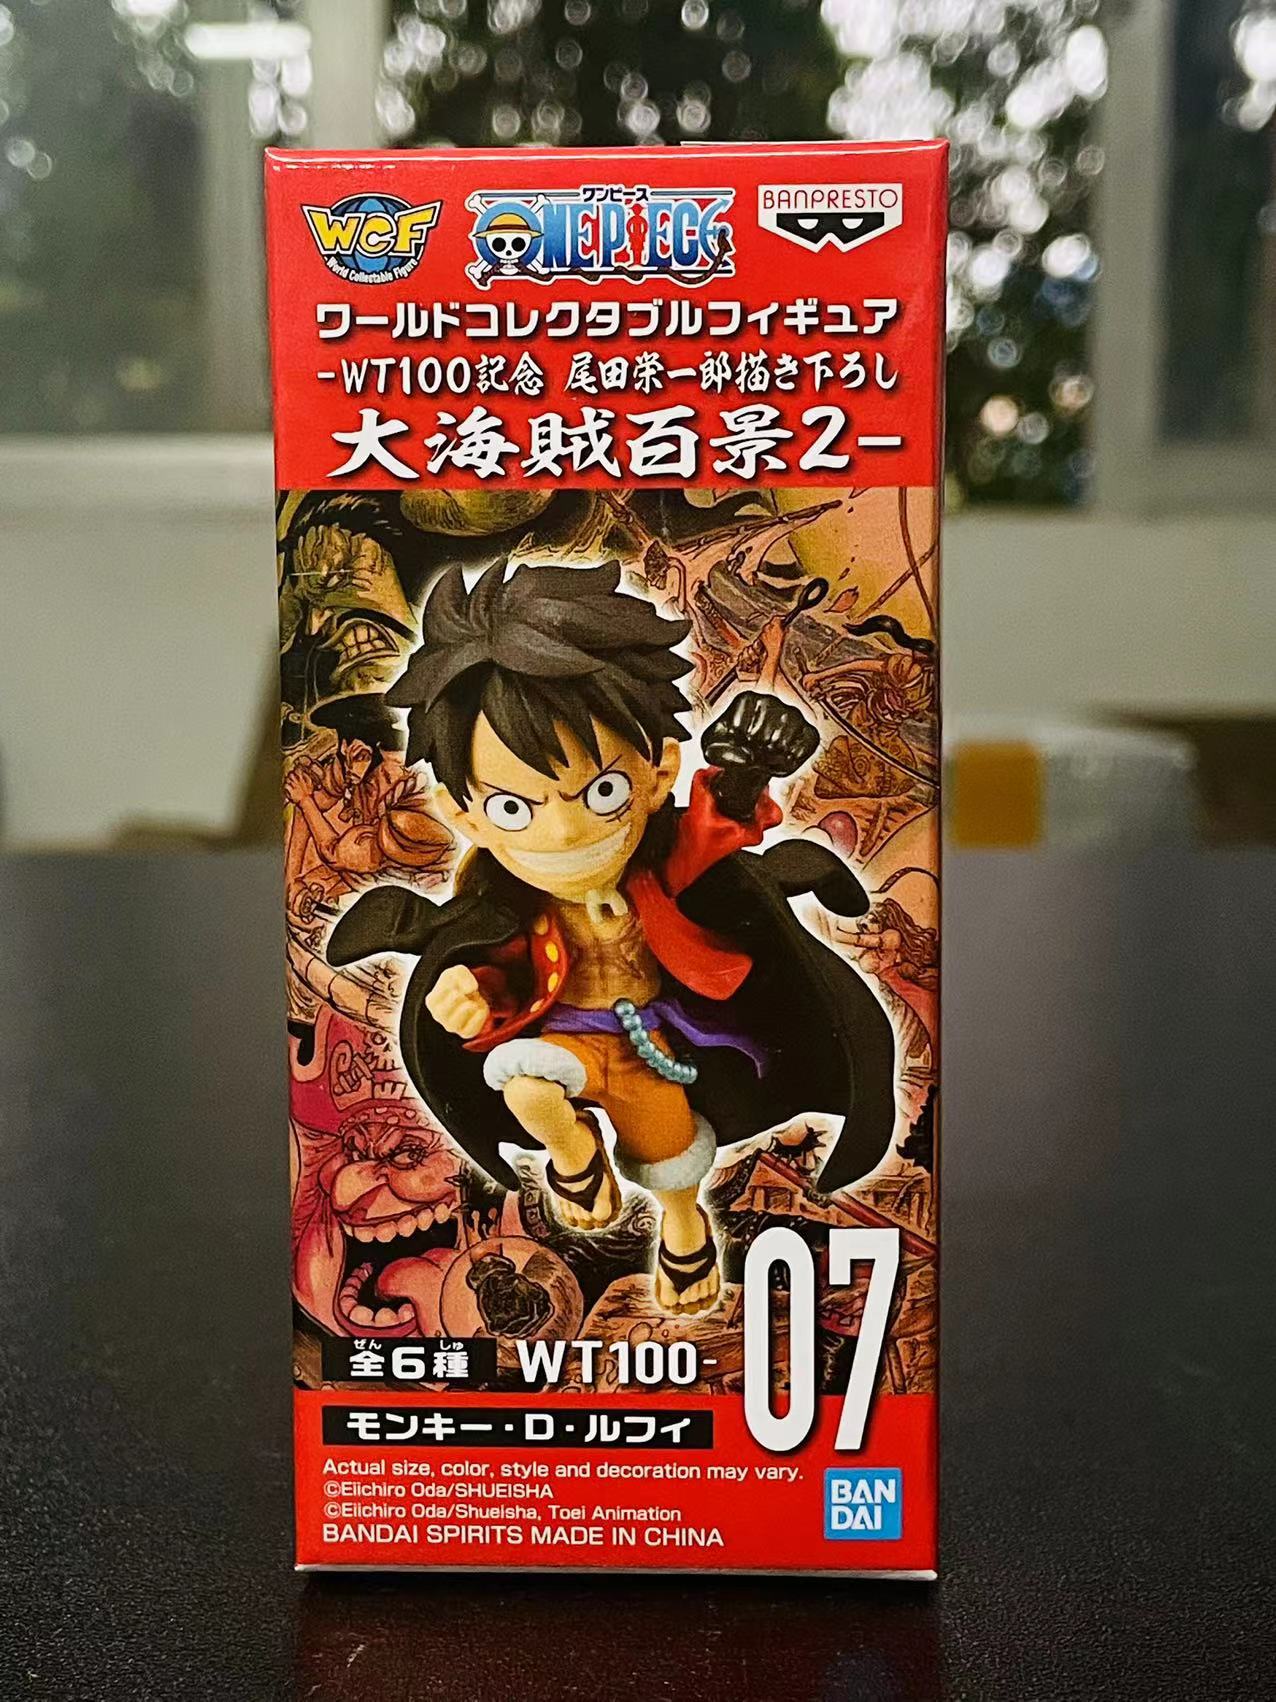 WCF
World Collectable Figure
ワンピース
ONE PIECE
BANPRESTO
ワールドコレクタブルフィギュア
-WT100記念 尾田栄一郎描き下ろし
大海賊百景2-
ぜん しゅ
全6種 WT100-07
モンキー・D・ルフィ
Actual size, color, style and decoration may vary.
©Eiichiro Oda/SHUEISHA
©Eiichiro Oda/Shueisha, Toei Animation
BANDAI SPIRITS MADE IN CHINA
BAN
DAI